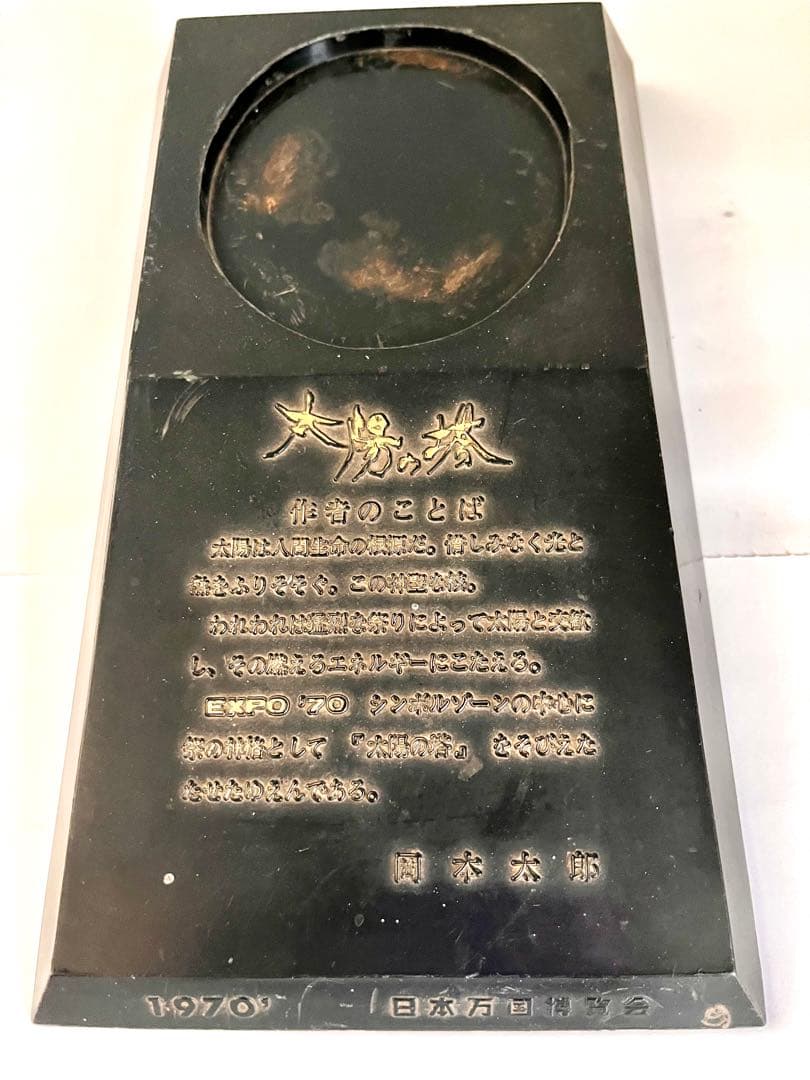 太陽の塔
作者のことば
太陽は人間生命の根源だ。惜しみなく光と
熱をふりそそぐ。この神聖な核。
われわれは猛烈な祭りによって太陽と交歓
し、その燃えるエネルギーにこたえる。
EXPO '70 シンボルゾーンの中心に
祭の神格として『太陽の塔』をそびえた
たせたゆえんである。
岡本太郎
1970' 日本万国博覧会